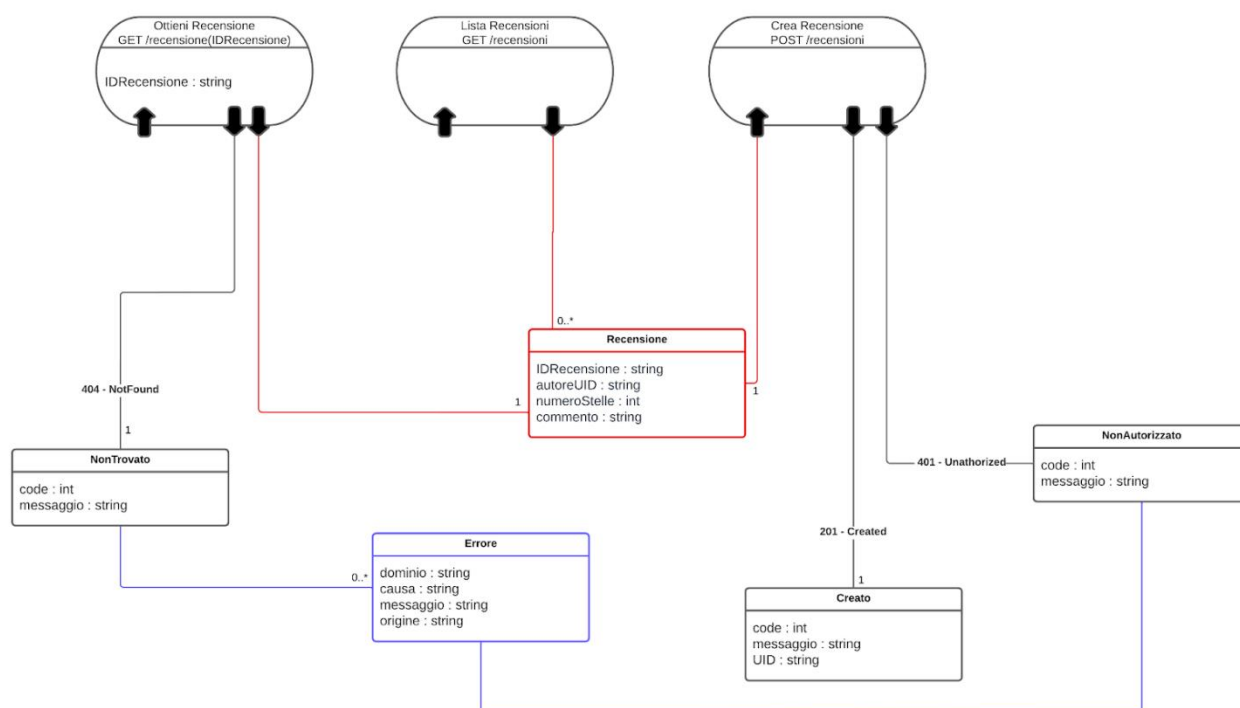 Ottieni Recensione
GET /recensione(IDRecensione)
IDRecensione : string
Lista Recensioni
GET /recensioni
Crea Recensione
POST /recensioni
0..*
Recensione
IDRecensione : string
autoreUID : string
numeroStelle : int
commento : string
1
1
404 - NotFound
1
NonTrovato
code : int
messaggio : string
NonAutorizzato
code : int
messaggio : string
401 - Unathorized
201 - Created
1
Errore
dominio : string
causa : string
messaggio : string
origine : string
0..*
Creato
code : int
messaggio : string
UID : string